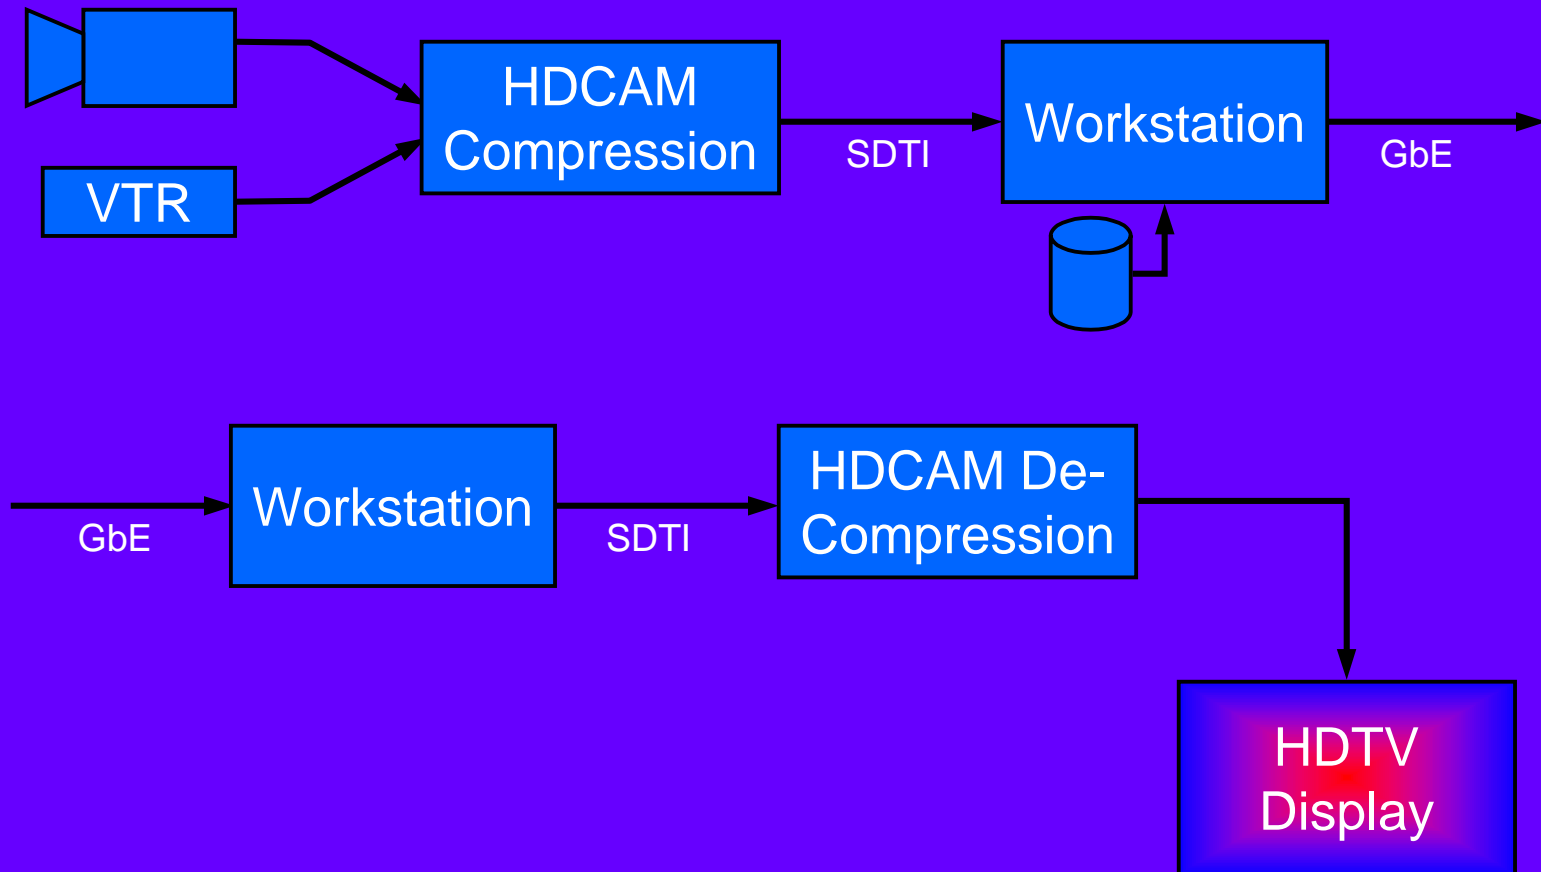 HDCAM
Compression
SDTI
Workstation
GbE
VTR
GbE
Workstation
SDTI
HDCAM De-
Compression
HDTV
Display